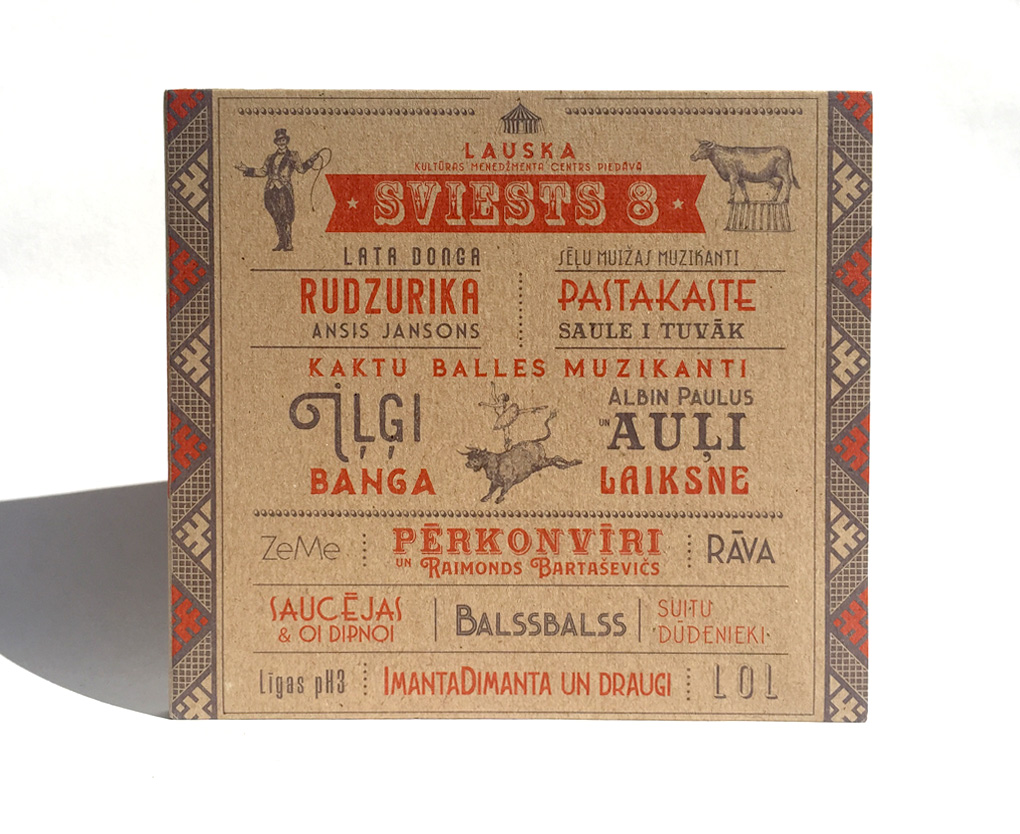 LAUSKA
KULTŪRAS MENEDŽMENTA CENTRS PIEDĀVĀ
SVIESTS 8
LATA DONGA
RUDZURIKA
ANSIS JANSONS
SĒĻU MUIŽAS MUZIKANTI
PASTAKASTE
SAULE I TUVĀK
KAKTU BALLES MUZIKANTI
IĻĢI
BANGA
ALBIN PAULUS
UN AUĻI
LAIKSNE
ZeMe
PĒRKONVĪRI
UN RAIMONDS BARTAŠEVIČS
RĀVA
SAUCĒJAS
& OI DIPNOI
BALSSBALSS
SUITU
DŪDENIEKI
Līgas pH3
IMANTADIMANTA UN DRAUGI
LOL